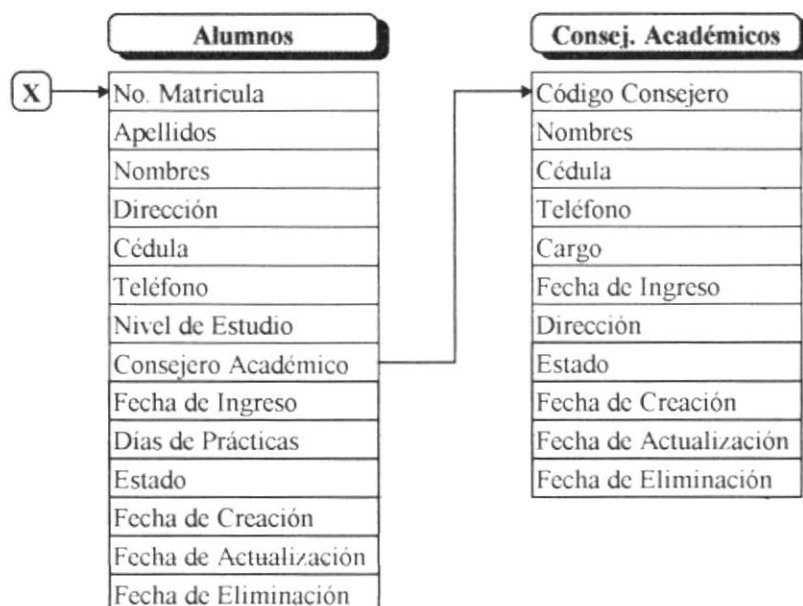 Alumnos
X
No. Matricula
Apellidos
Nombres
Dirección
Cédula
Teléfono
Nivel de Estudio
Consejero Académico
Fecha de Ingreso
Días de Prácticas
Estado
Fecha de Creación
Fecha de Actualización
Fecha de Eliminación
Consej. Académicos
Código Consejero
Nombres
Cédula
Teléfono
Cargo
Fecha de Ingreso
Dirección
Estado
Fecha de Creación
Fecha de Actualización
Fecha de Eliminación